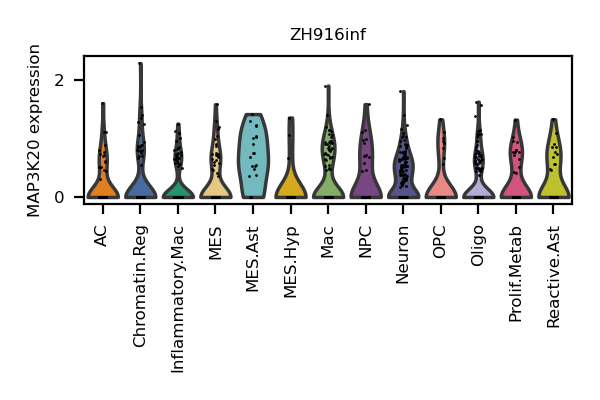 ZH916inf
MAP3K20 expression
2
0
AC
Chromatin.Reg
Inflammatory.Mac
MES
MES.Ast
MES.Hyp
Mac
NPC
Neuron
OPC
Oligo
Prolif.Metab
Reactive.Ast